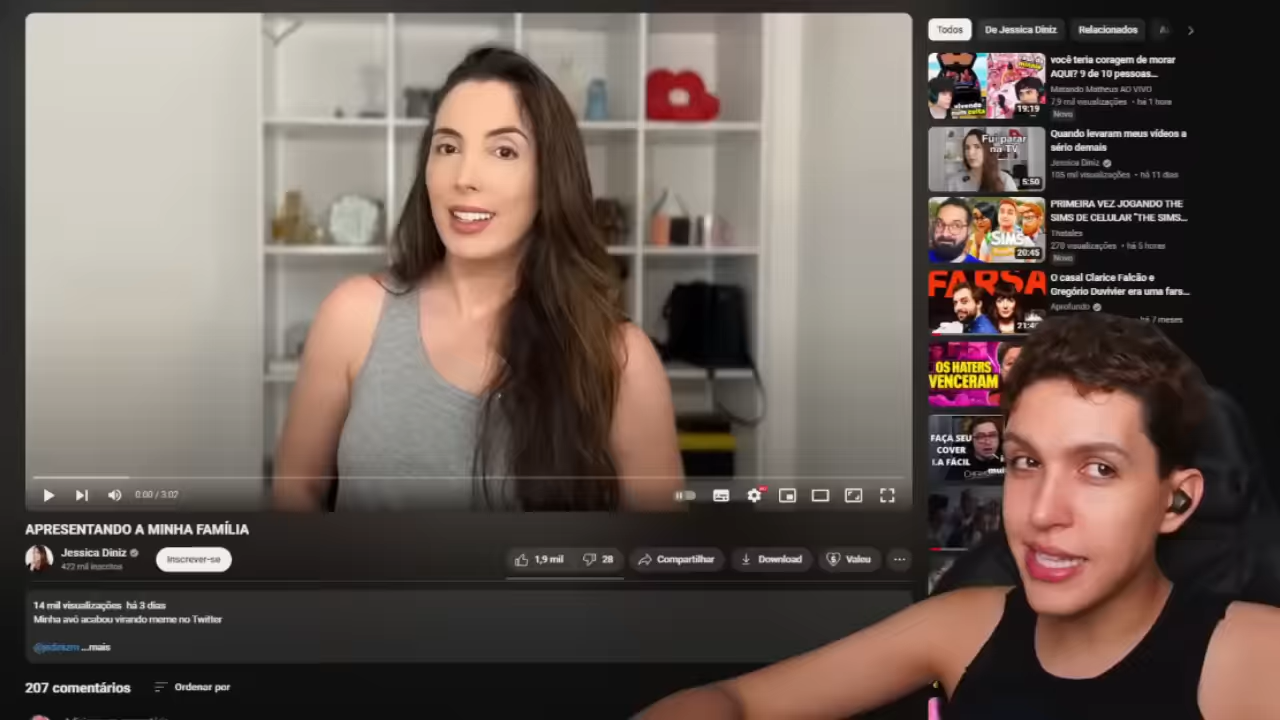 Todos
De Jessica Diniz
Relacionados
você teria coragem de morar
AQUI? 9 de 10 pessoas...
Matando Matheus AO VIVO
7,9 mil visualizações • há 1 hora
Novo
vivendo
19:19
Quando levaram meus vídeos a
sério demais
Jessica Diniz
105 mil visualizações • há 11 dias
Fui parar
na TV
5:50
PRIMEIRA VEZ JOGANDO THE
SIMS DE CELULAR "THE SIMS...
270 visualizações • há 5 horas
Novo
SIMS
20:45
O casal Clarice Falcão e
Gregório Duvivier era uma fars...
Aprofundo
há 7 meses
FARSA
OS HATERS
VENCERAM
FAÇA SEU
COVER
0:00 / 3:02
APRESENTANDO A MINHA FAMÍLIA
Jessica Diniz
422 mil inscritos
Inscrever-se
1,9 mil
28
Compartilhar
Download
Valeu
14 mil visualizações há 3 dias
Minha avó acabou virando meme no Twitter
...mais
207 comentários
Ordenar por